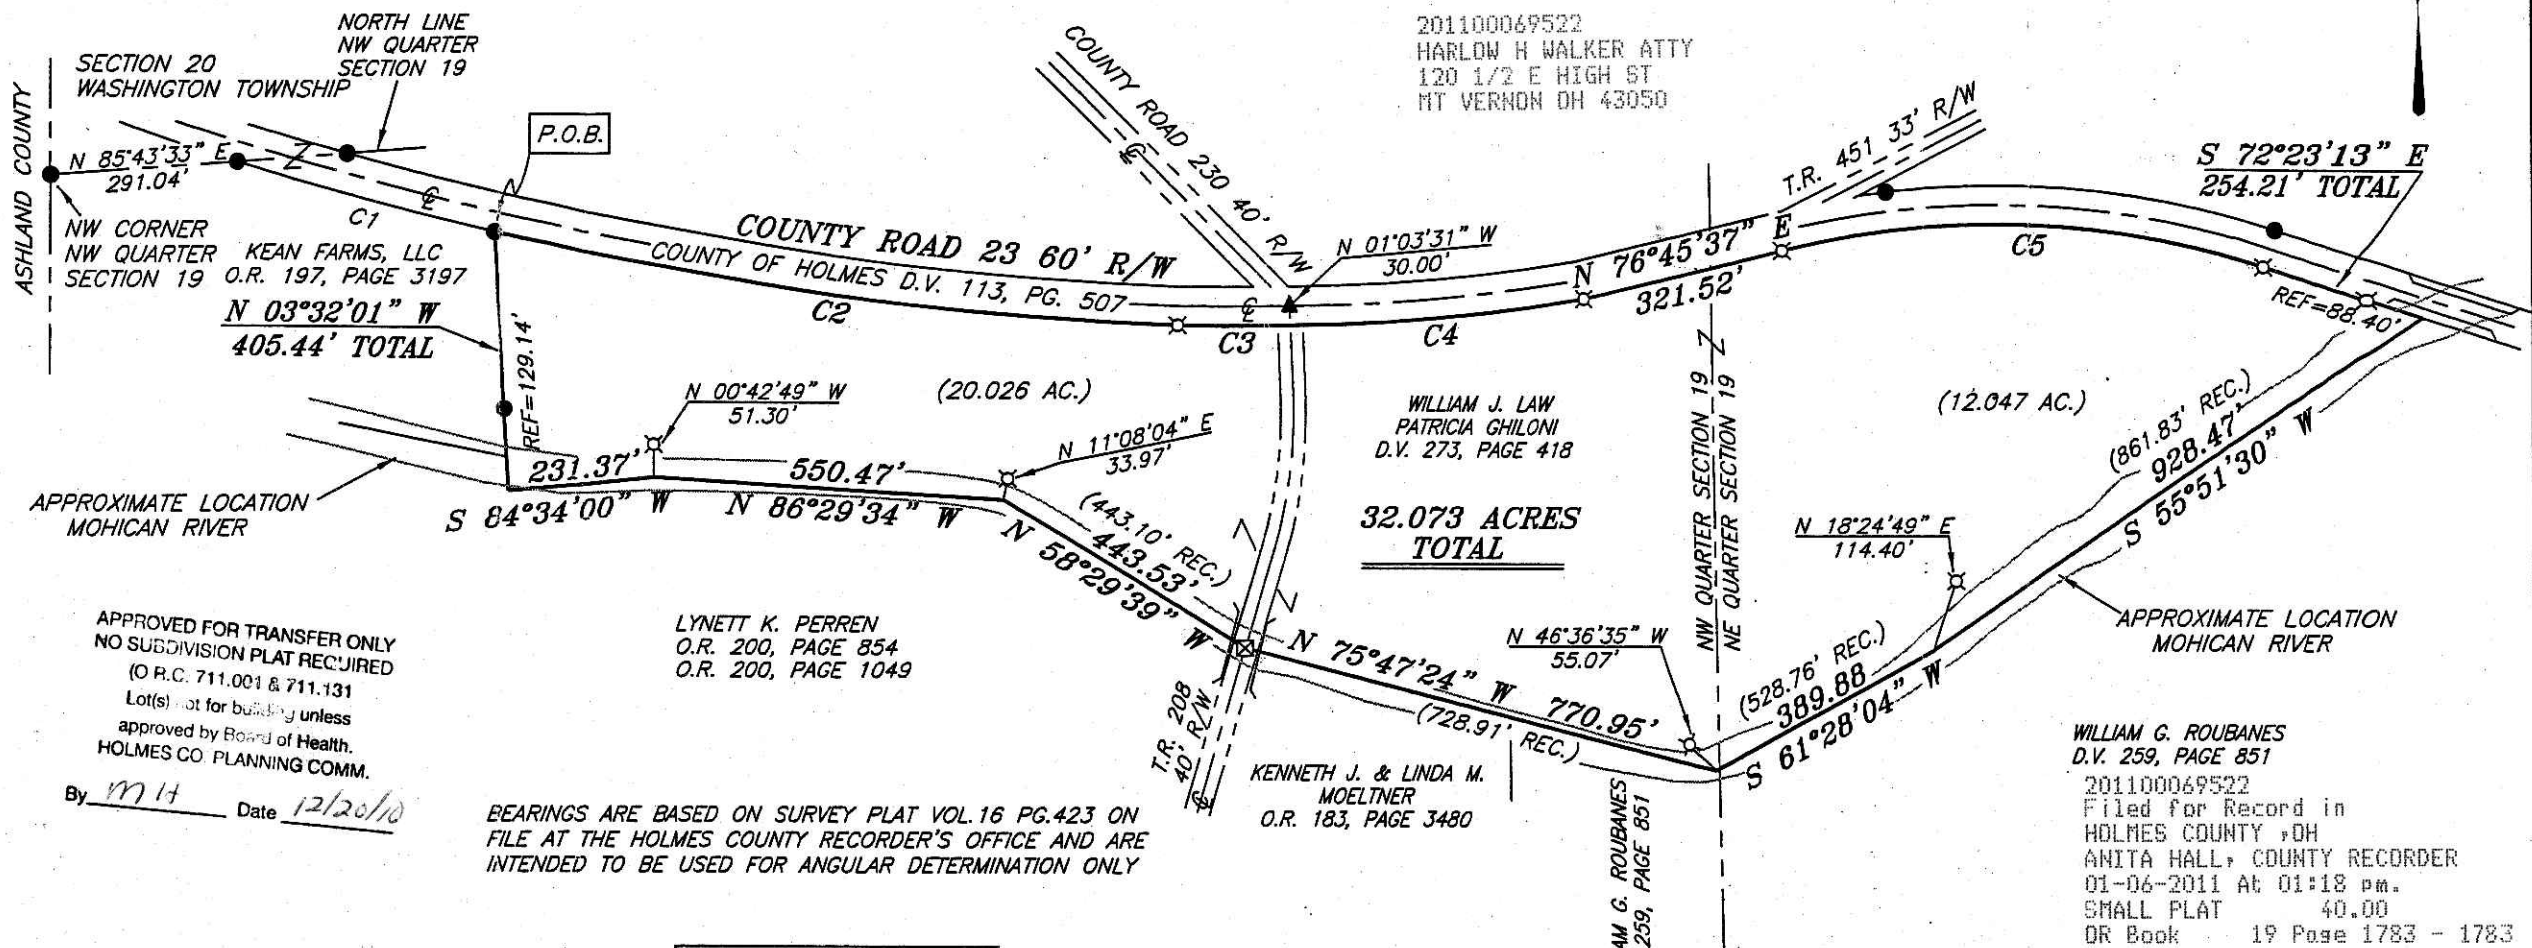 NORTH LINE
NW QUARTER
SECTION 19
SECTION 20
WASHINGTON TOWNSHIP
ASHLAND COUNTY
N 85°43'33" E
291.04'
NW CORNER
NW QUARTER
SECTION 19
KEAN FARMS, LLC
O.R. 197, PAGE 3197
C1
P.O.B.
COUNTY ROAD 23 60' R/W
COUNTY OF HOLMES D.V. 113, PG. 507
C2
COUNTY ROAD 230 40' R/W
201100069522
HARLOW H WALKER ATTY
120 1/2 E HIGH ST
MT VERNON OH 43050
N 01°03'31" W
30.00'
C3
C4
N 76°45'37" E
321.52'
T.R. 451 33' R/W
C5
S 72°23'13" E
254.21' TOTAL
REF=88.40'
N 03°32'01" W
405.44' TOTAL
REF=129.14'
N 00°42'49" W
51.30'
(20.026 AC.)
N 11°08'04" E
33.97'
231.37'
S 84°34'00" W
550.47'
N 86°29'34" W
(443.10' REC.)
443.53'
N 58°29'39" W
APPROXIMATE LOCATION
MOHICAN RIVER
WILLIAM J. LAW
PATRICIA GHILONI
D.V. 273, PAGE 418
32.073 ACRES
TOTAL
NW QUARTER SECTION 19
NE QUARTER SECTION 19
(12.047 AC.)
(861.83' REC.)
928.47'
S 55°51'30" W
N 18°24'49" E
114.40'
APPROXIMATE LOCATION
MOHICAN RIVER
N 46°36'35" W
55.07'
(528.76' REC.)
389.88
S 61°28'04" W
N 75°47'24" W 770.95'
(728.91' REC.)
T.R. 208
40' R/W
KENNETH J. & LINDA M.
MOELTNER
O.R. 183, PAGE 3480
LYNETT K. PERREN
O.R. 200, PAGE 854
O.R. 200, PAGE 1049
APPROVED FOR TRANSFER ONLY
NO SUBDIVISION PLAT REQUIRED
(O R.C. 711.001 & 711.131
Lot(s) not for building unless
approved by Board of Health.
HOLMES CO. PLANNING COMM.
By MH Date 12/20/10
BEARINGS ARE BASED ON SURVEY PLAT VOL.16 PG.423 ON
FILE AT THE HOLMES COUNTY RECORDER'S OFFICE AND ARE
INTENDED TO BE USED FOR ANGULAR DETERMINATION ONLY
AM G. ROUBANES
259, PAGE 851
WILLIAM G. ROUBANES
D.V. 259, PAGE 851
201100069522
Filed for Record in
HOLMES COUNTY ,OH
ANITA HALL, COUNTY RECORDER
01-06-2011 At 01:18 pm.
SMALL PLAT 40.00
OR Book 19 Page 1783 - 1783